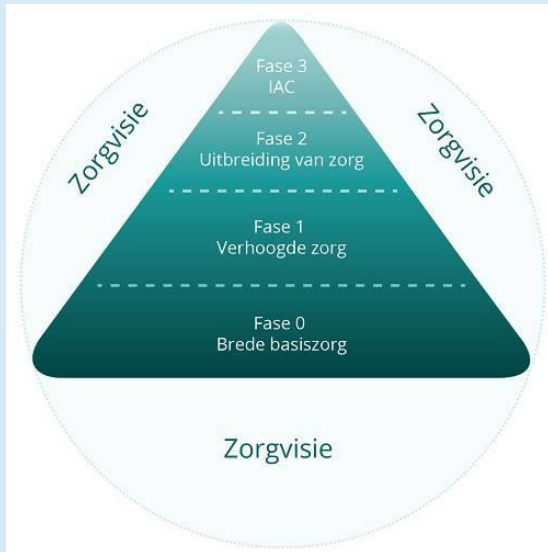 Fase 3
IAC
Zorgvisie
Zorgvisie
Fase 2
Uitbreiding van zorg
Fase 1
Verhoogde zorg
Fase 0
Brede basiszorg
Zorgvisie